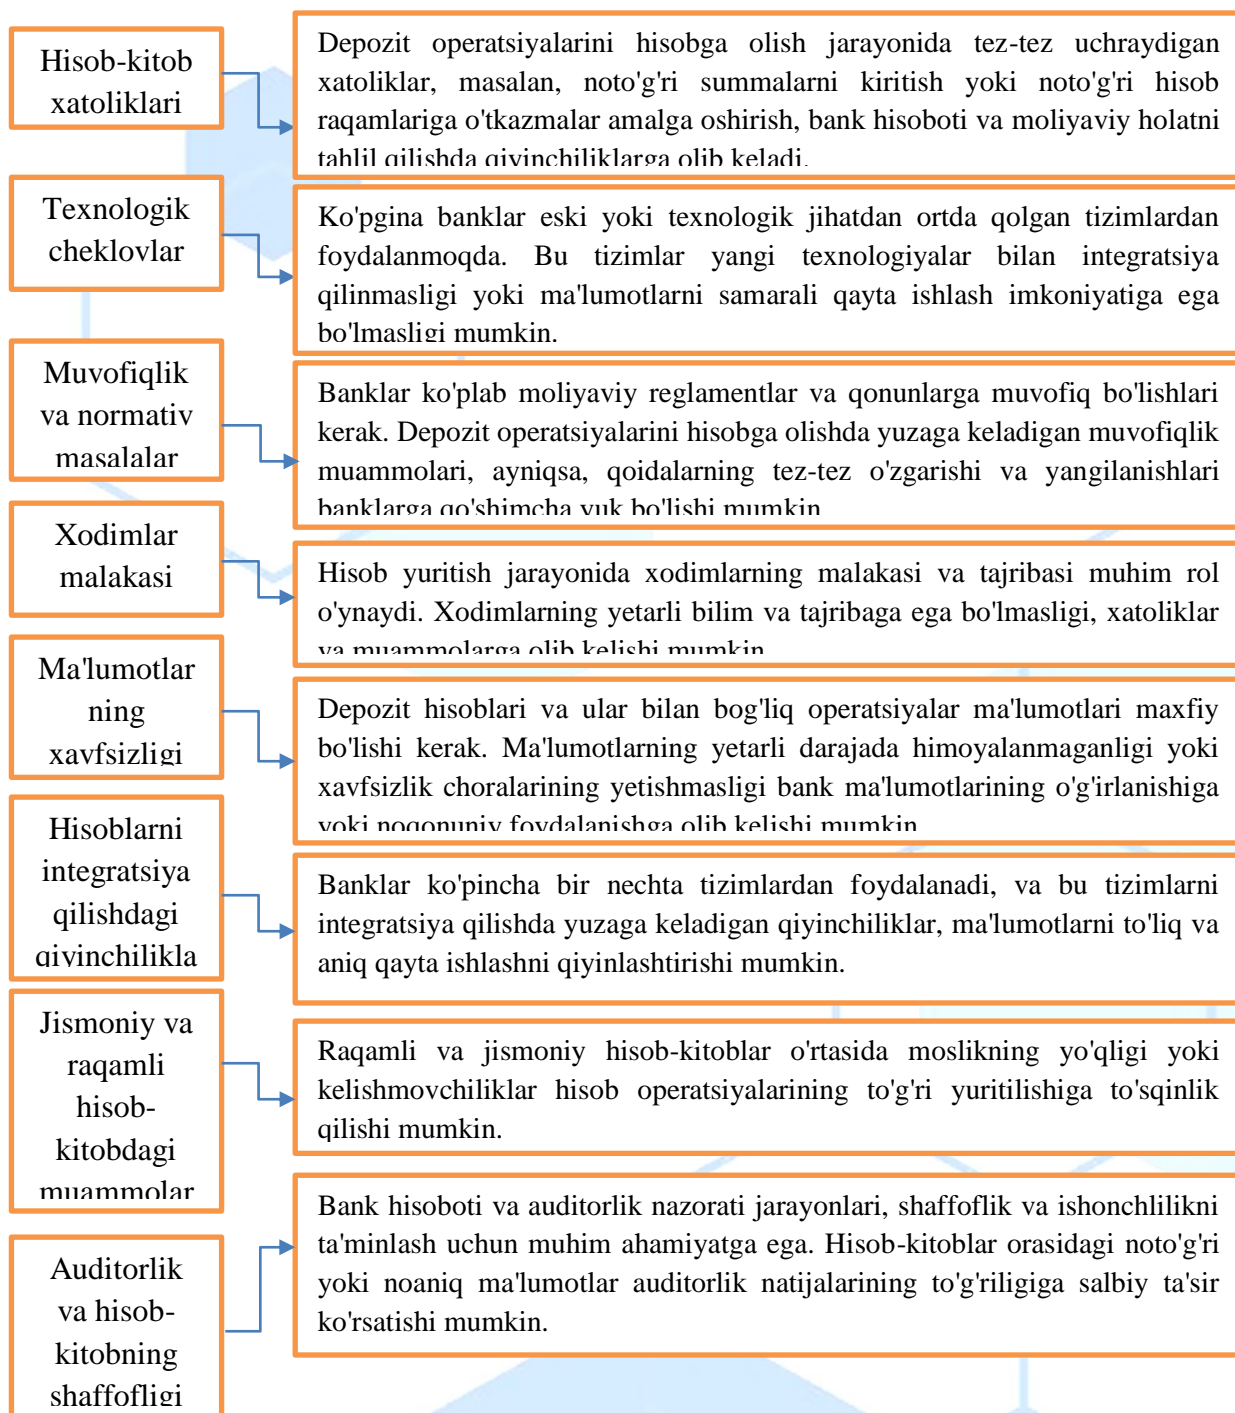 Hisob-kitob
xatoliklari
Depozit operatsiyalarini hisobga olish jarayonida tez-tez uchraydigan
xatoliklar, masalan, noto'g'ri summalarni kiritish yoki noto'g'ri hisob
raqamlariga o'tkazmalar amalga oshirish, bank hisoboti va moliyaviy holatni
tahlil qilishda qiyinchiliklarga olib keladi.
Texnologik
cheklovlar
Ko'pgina banklar eski yoki texnologik jihatdan ortda qolgan tizimlardan
foydalanmoqda. Bu tizimlar yangi texnologiyalar bilan integratsiya
qilinmasligi yoki ma'lumotlarni samarali qayta ishlash imkoniyatiga ega
bo'lmasligi mumkin.
Muvofiqlik
va normativ
masalalar
Banklar ko'plab moliyaviy reglamentlar va qonunlarga muvofiq bo'lishlari
kerak. Depozit operatsiyalarini hisobga olishda yuzaga keladigan muvofiqlik
muammolari, ayniqsa, qoidalarning tez-tez o'zgarishi va yangilanishlari
banklarga qo'shimcha yuk bo'lishi mumkin
Xodimlar
malakasi
Hisob yuritish jarayonida xodimlarning malakasi va tajribasi muhim rol
o'ynaydi. Xodimlarning yetarli bilim va tajribaga ega bo'lmasligi, xatoliklar
va muammolarga olib kelishi mumkin
Ma'lumotlar
ning
xavfsizligi
Depozit hisoblari va ular bilan bog'liq operatsiyalar ma'lumotlari maxfiy
bo'lishi kerak. Ma'lumotlarning yetarli darajada himoyalanmaganligi yoki
xavfsizlik choralarining yetishmasligi bank ma'lumotlarining o'g'irlanishiga
yoki noqonuniy foydalanishga olib kelishi mumkin
Hisoblarni
integratsiya
qilishdagi
qiyinchilikla
Banklar ko'pincha bir nechta tizimlardan foydalanadi, va bu tizimlarni
integratsiya qilishda yuzaga keladigan qiyinchiliklar, ma'lumotlarni to'liq va
aniq qayta ishlashni qiyinlashtirishi mumkin.
Jismoniy va
raqamli
hisob-
kitobdagi
muammolar
Raqamli va jismoniy hisob-kitoblar o'rtasida moslikning yo'qligi yoki
kelishmovchiliklar hisob operatsiyalarining to'g'ri yuritilishiga to'sqinlik
qilishi mumkin.
Auditorlik
va hisob-
kitobning
shaffofligi
Bank hisoboti va auditorlik nazorati jarayonlari, shaffoflik va ishonchlilikni
ta'minlash uchun muhim ahamiyatga ega. Hisob-kitoblar orasidagi noto'g'ri
yoki noaniq ma'lumotlar auditorlik natijalarining to'g'riligiga salbiy ta'sir
ko'rsatishi mumkin.